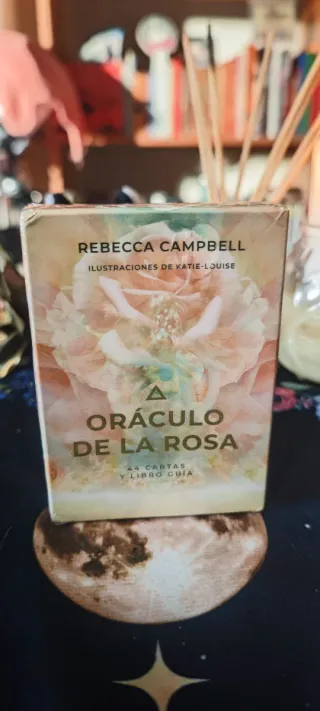 REBECCA CAMPBELL
ILUSTRACIONES DE KATIE-LOUISE
ORÁCULO
DE LA ROSA
44 CARTAS
Y LIBRO GUÍA